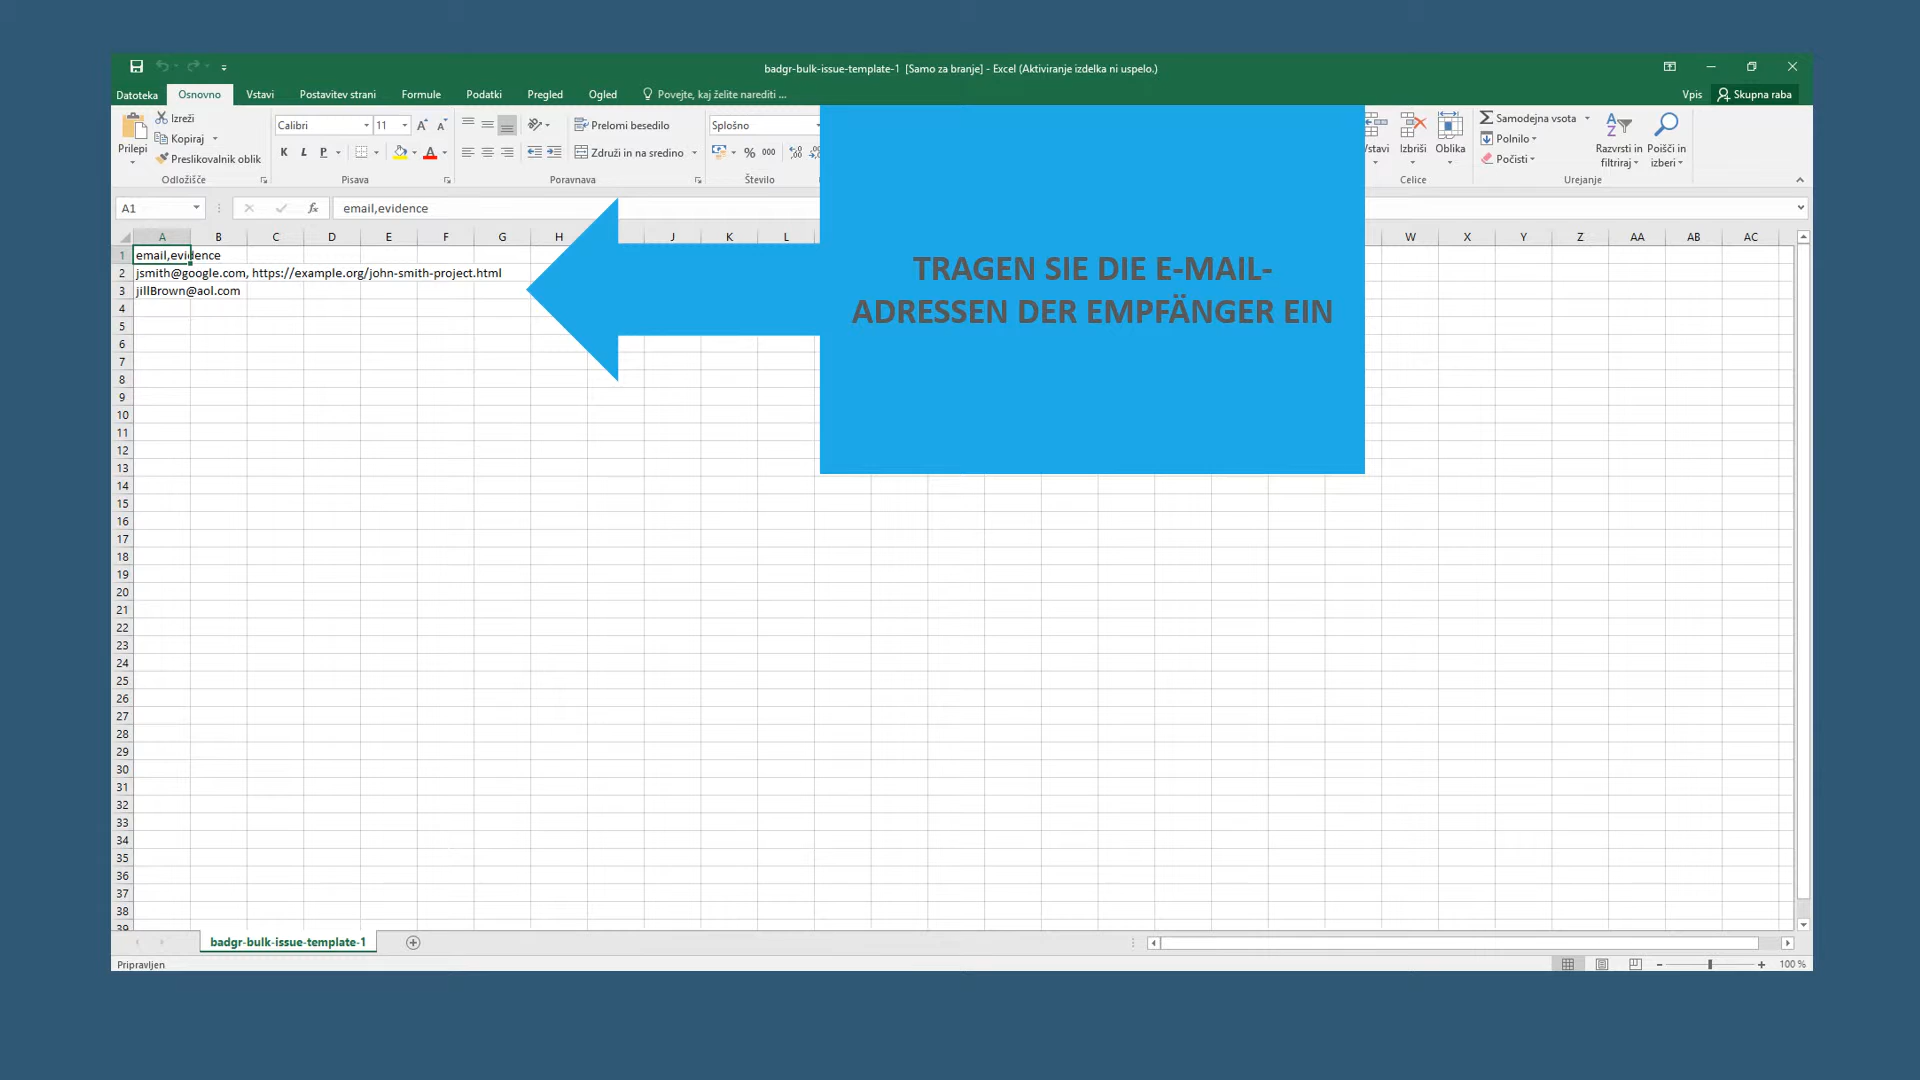 badgr-bulk-issue-template-1 [Samo za branje] - Excel (Aktiviranje izdelka ni uspelo.)
Datoteka Osnovno Vstavi Postavitev strani Formule Podatki Pregled Ogled Povejte, kaj želite narediti ... Vpis Skupna raba
Prilepi
Izreži
Kopiraj
Preslikovalnik oblik
Odložišče
Calibri 11
K L P
Pisava
Prelomi besedilo
Združi in na sredino
Poravnava
Splošno
% 000
Število
Izbriši Oblika
Celice
Samodejna vsota
Polnilo
Počisti
Razvrsti in filtriraj
Poišči in izberi
Urejanje
A1 fx email,evidence
A B C D E F G H J K L W X Y Z AA AB AC
1 email,evidence
2 jsmith@google.com, https://example.org/john-smith-project.html
3 jillBrown@aol.com
4
5
6
7
8
9
10
11
12
13
14
15
16
17
18
19
20
21
22
23
24
25
26
27
28
29
30
31
32
33
34
35
36
37
38
39
TRAGEN SIE DIE E-MAIL-
ADRESSEN DER EMPFÄNGER EIN
badgr-bulk-issue-template-1
Pripravljen
100 %